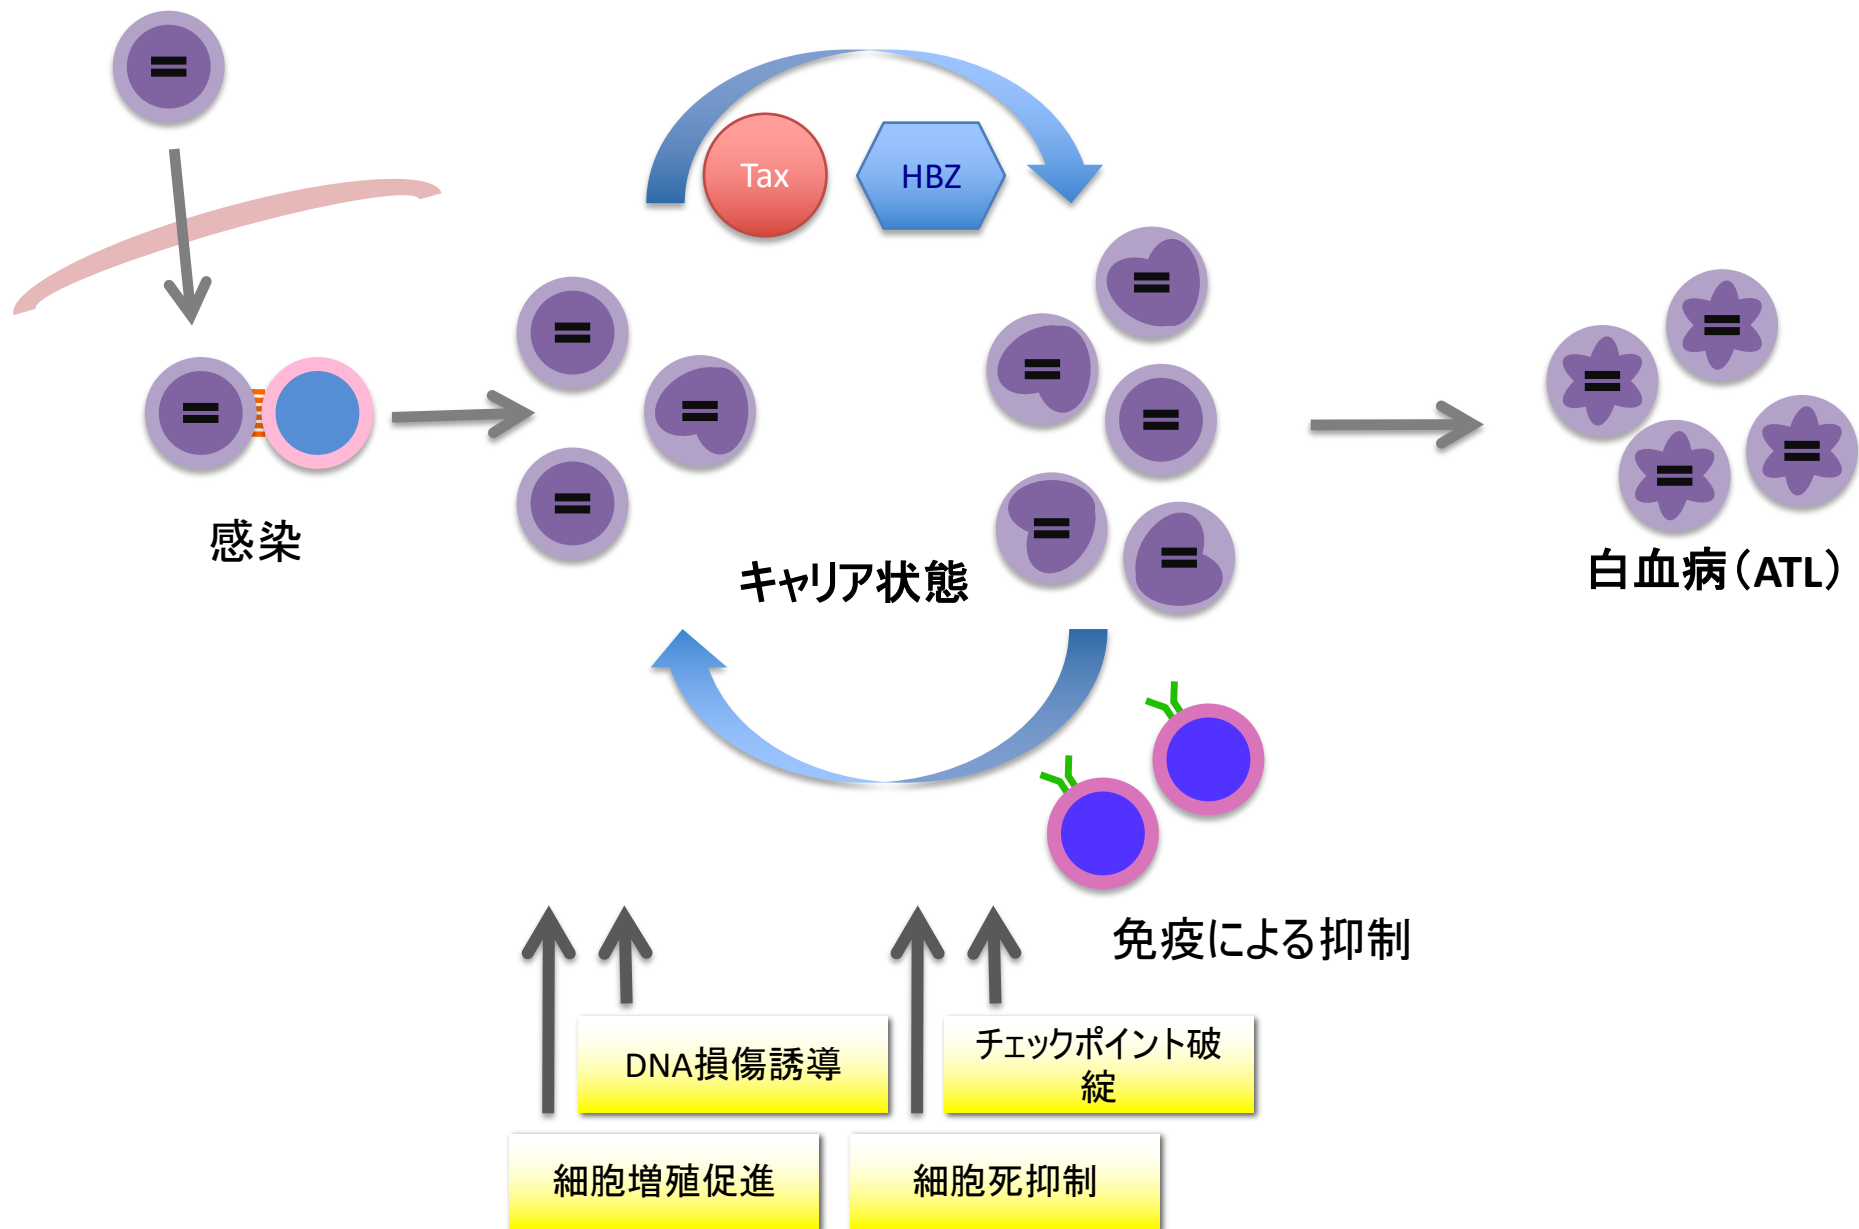 Tax
HBZ
感染
キャリア状態
白血病(ATL)
免疫による抑制
DNA損傷誘導
チェックポイント破
綻
細胞増殖促進
細胞死抑制